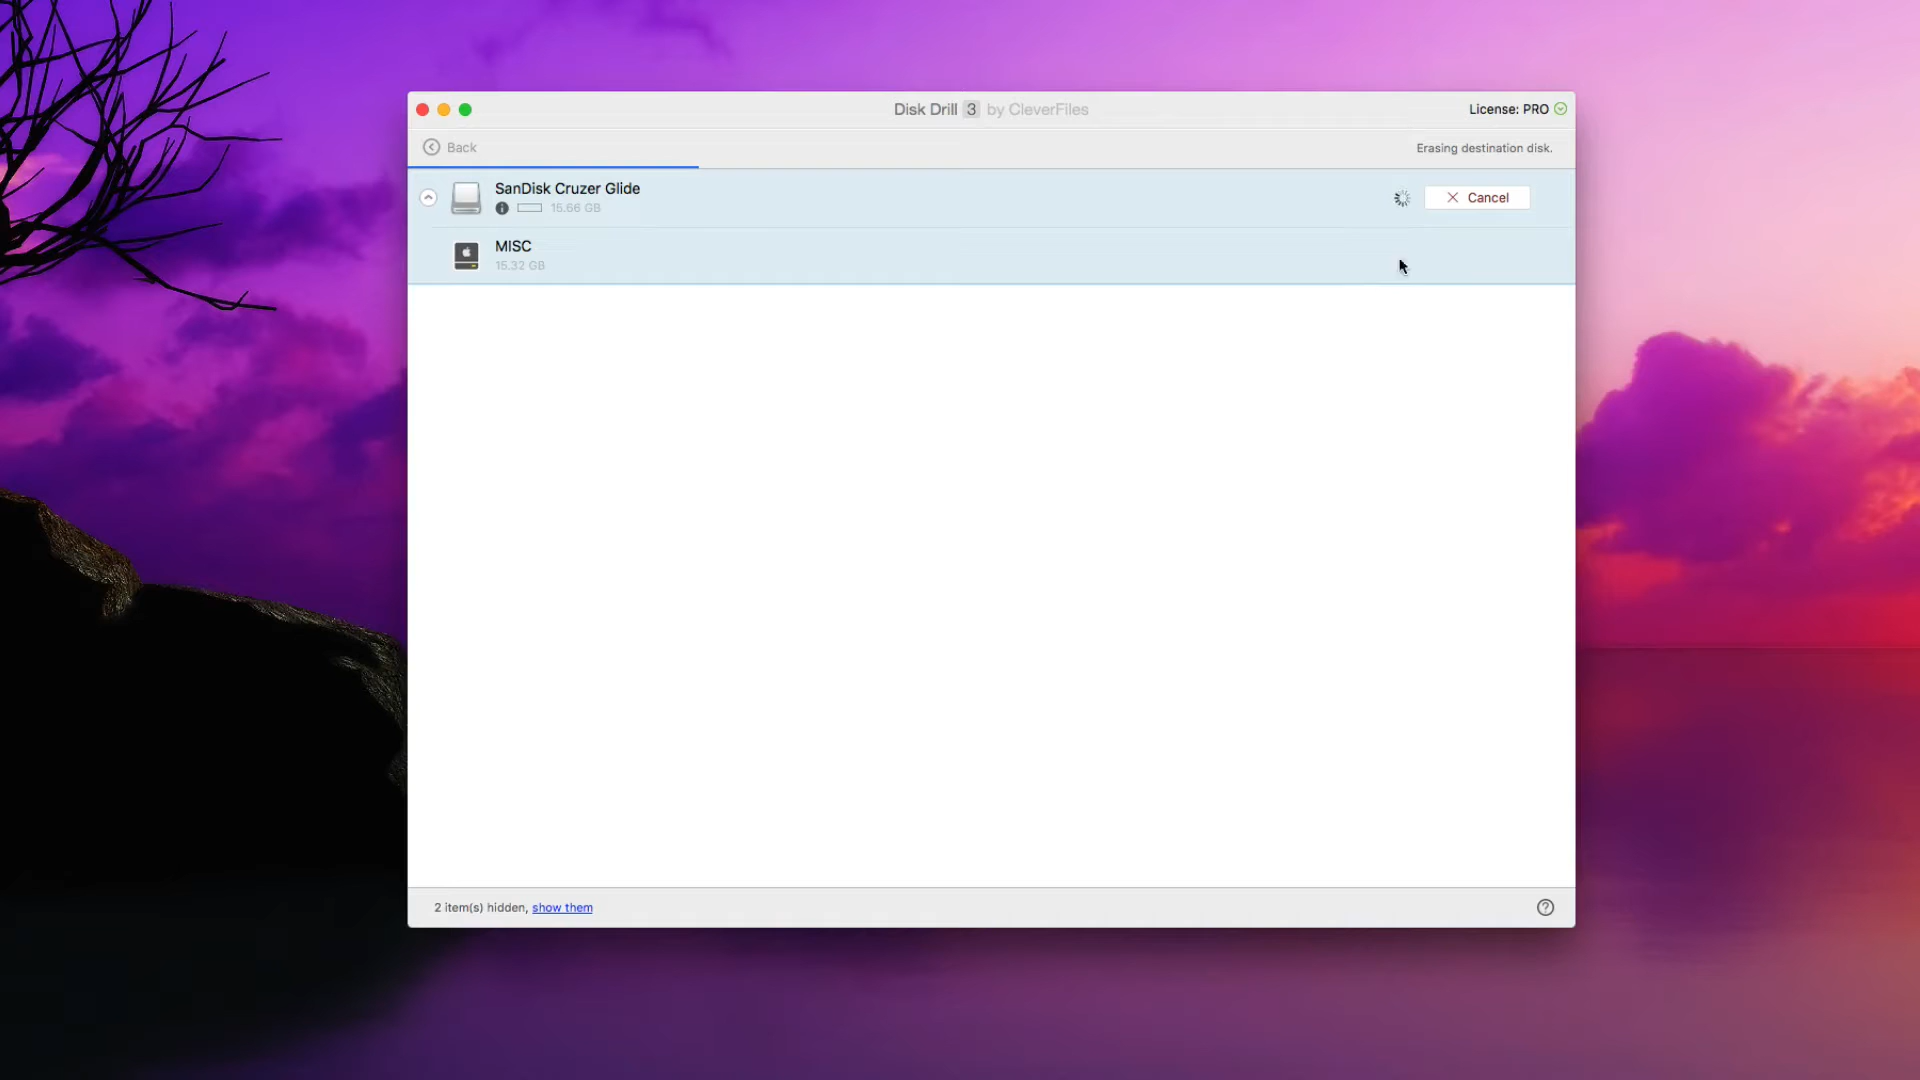 Disk Drill 3 by CleverFiles
License: PRO
Back
Erasing destination disk.
SanDisk Cruzer Glide
15.66 GB
Cancel
MISC
15.32 GB
2 item(s) hidden, show them